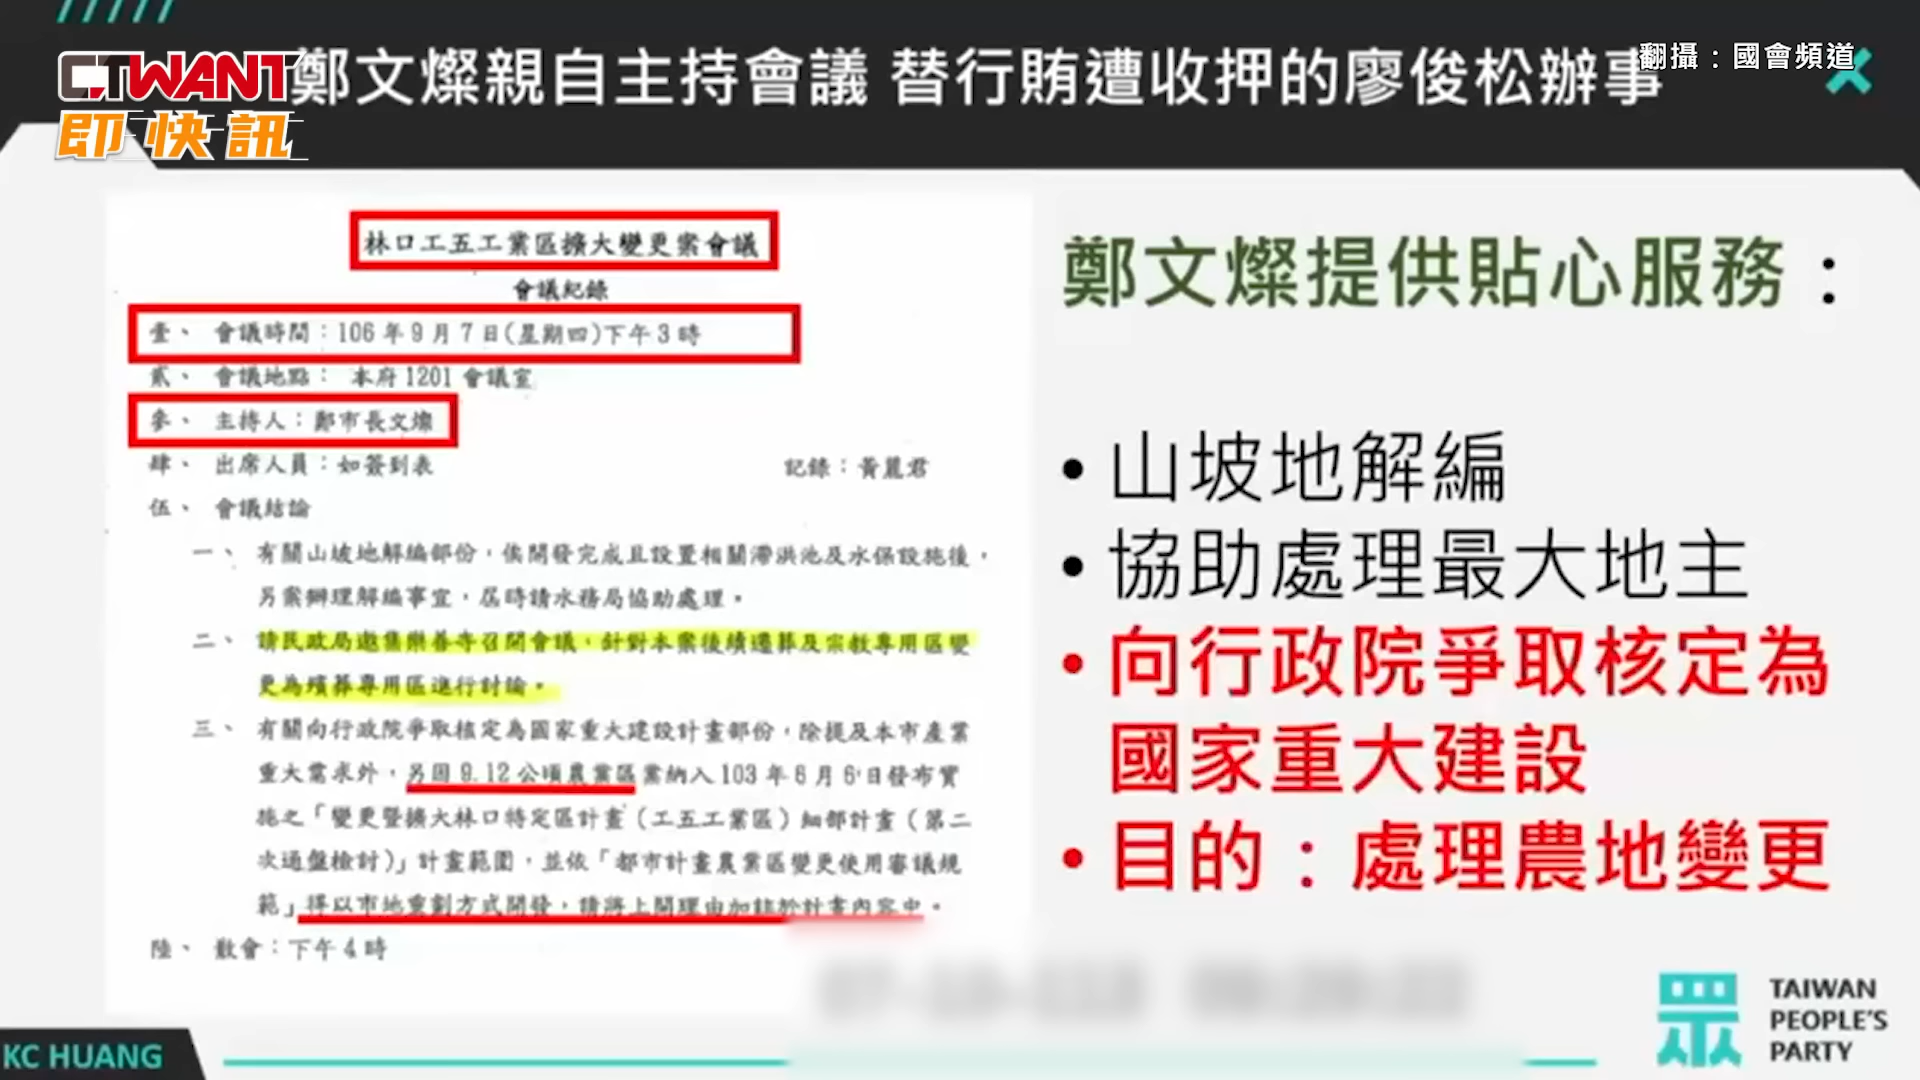 鄭文燦親自主持會議 替行賄遭收押的廖俊松辦事
翻攝：國會頻道
CTWANT
即快訊
林口工五工業區擴大變更案會議
會議紀錄
壹、 會議時間：106年9月7日(星期四)下午3時
貳、 會議地點： 本府1201會議室
參、 主持人：鄭市長文燦
肆、 出席人員：如簽到表
記錄：黃麗君
伍、 會議結論
一、 有關山坡地解編部份，俟開發完成且設置相關滯洪池及水保設施後，
另案辦理解編事宜，屆時請水務局協助處理。
二、 請民政局邀集樂善寺召開會議，針對本案後續遷葬及宗教專用區變
更為殯葬專用區進行討論。
三、 有關向行政院爭取核定為國家重大建設計畫部份，除提及本市產業
重大需求外，另因9.12公頃農業區業納入103年6月6日發布實
施之「變更暨擴大林口特定區計畫（工五工業區）細部計畫（第二
次通盤檢討）」計畫範圍，並依「都市計畫農業區變更使用審議規
範」得以市地重劃方式開發，請將上開理由加註於計畫內容中。
陸、 散會：下午4時
鄭文燦提供貼心服務：
• 山坡地解編
• 協助處理最大地主
• 向行政院爭取核定為
國家重大建設
• 目的：處理農地變更
KC HUANG
眾
TAIWAN
PEOPLE'S
PARTY